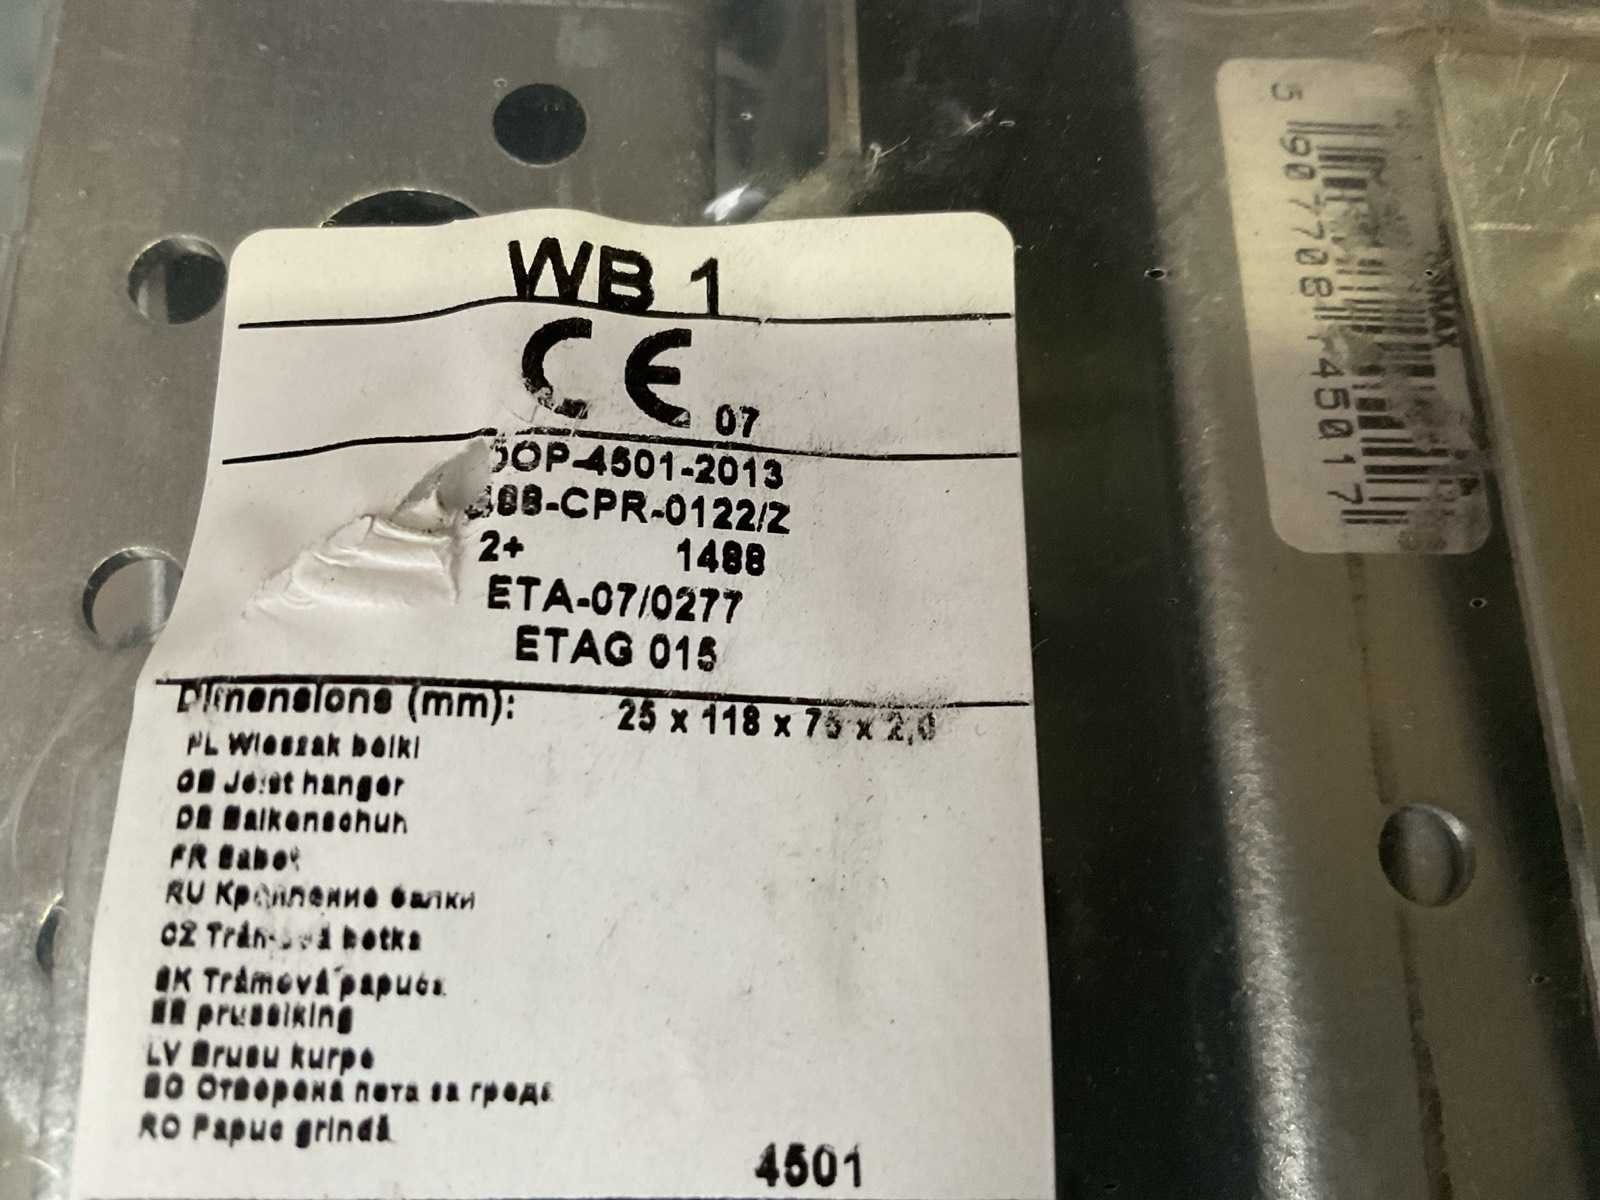 WB 1
CE 07
DOP-4501-2013
1488-CPR-0122/Z
2+ 1488
ETA-07/0277
ETAG 015
Dimensions (mm): 25 x 118 x 75 x 2,0
PL Wieszak belki
GB Joist hanger
DE Balkenschuh
FR Sabot
RU Крепление балки
CZ Trámová botka
SK Trámová papuča
EE prussiking
LV Brusu kurpe
BG Отворена пета за греда
RO Papuc grindă
4501
5 907708 145017